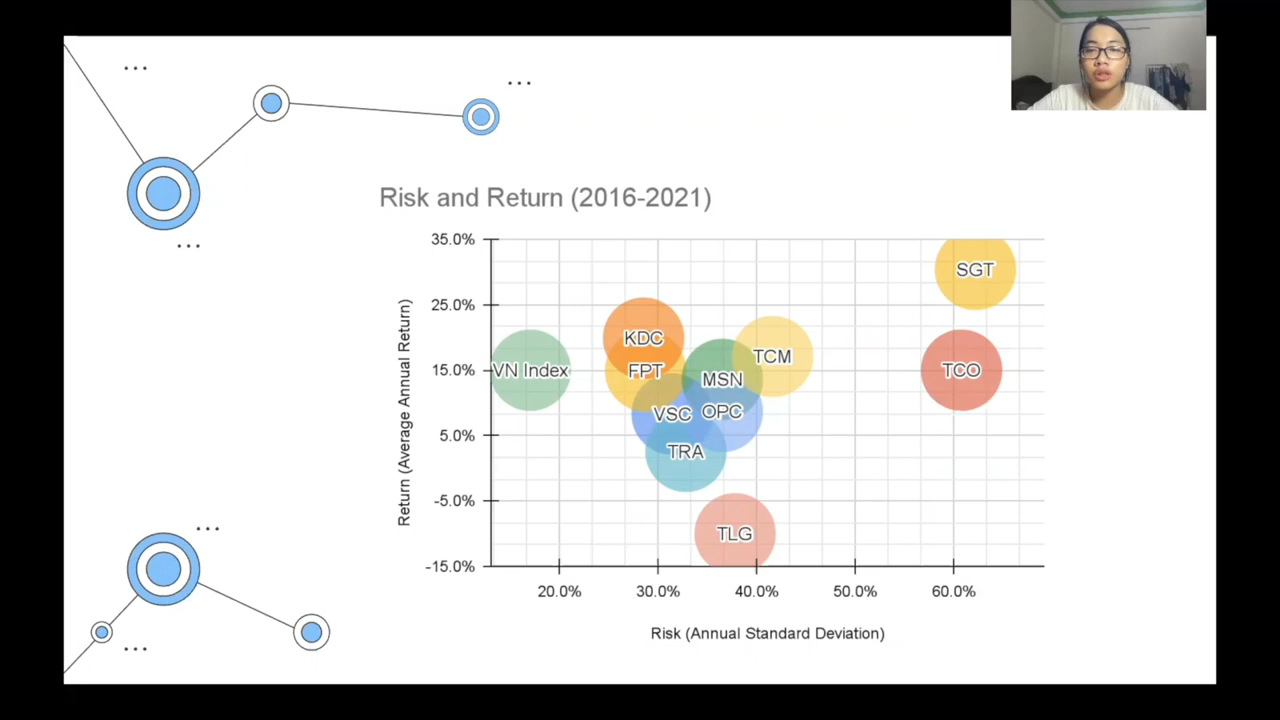 ...
...
Risk and Return (2016-2021)
...
35.0%
SGT
25.0%
KDC
TCM
15.0%
VN Index
FPT
MSN
TCO
VSC
OPC
5.0%
TRA
-5.0%
TLG
-15.0%
20.0%
30.0%
40.0%
50.0%
60.0%
Return (Average Annual Return)
Risk (Annual Standard Deviation)
...
...